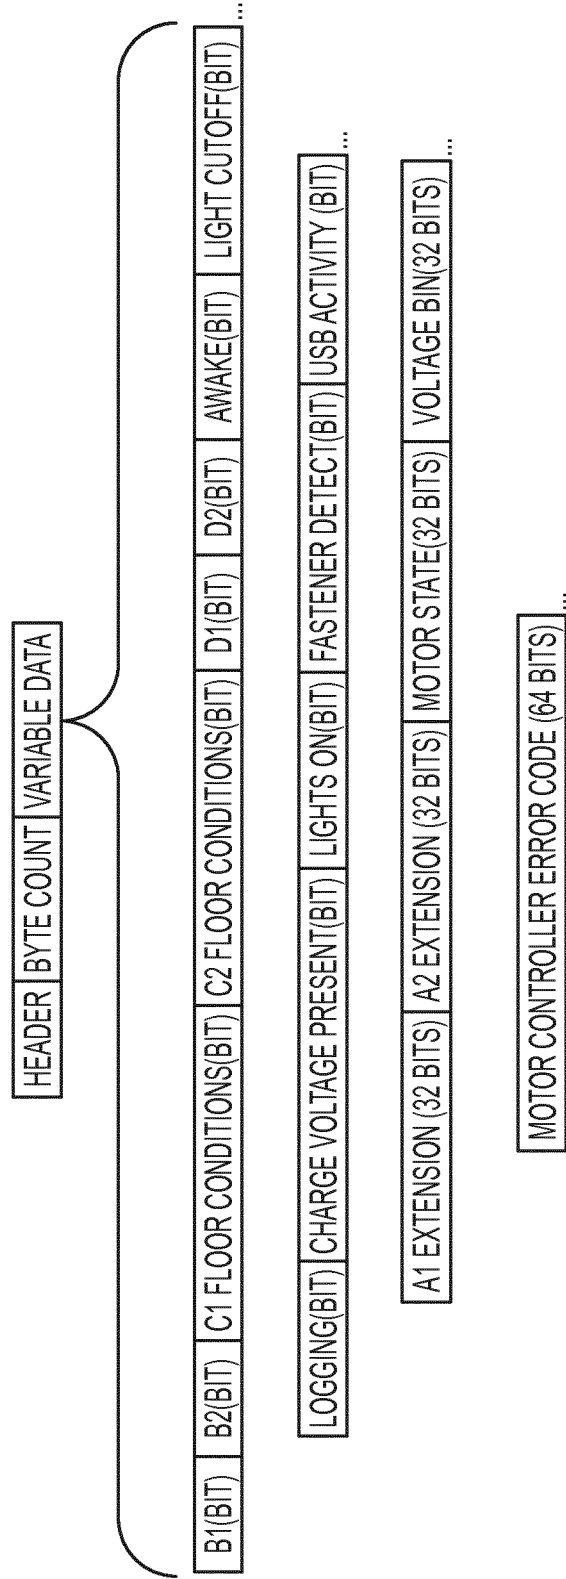 HEADER BYTE COUNT VARIABLE DATA
B1(BIT) B2(BIT) C1 FLOOR CONDITIONS(BIT) C2 FLOOR CONDITIONS(BIT) D1(BIT) D2(BIT) AWAKE(BIT) LIGHT CUTOFF(BIT) ...
LOGGING(BIT) CHARGE VOLTAGE PRESENT(BIT) LIGHTS ON(BIT) FASTENER DETECT(BIT) USB ACTIVITY (BIT) ...
A1 EXTENSION (32 BITS) A2 EXTENSION (32 BITS) MOTOR STATE(32 BITS) VOLTAGE BIN(32 BITS) ...
MOTOR CONTROLLER ERROR CODE (64 BITS) ...